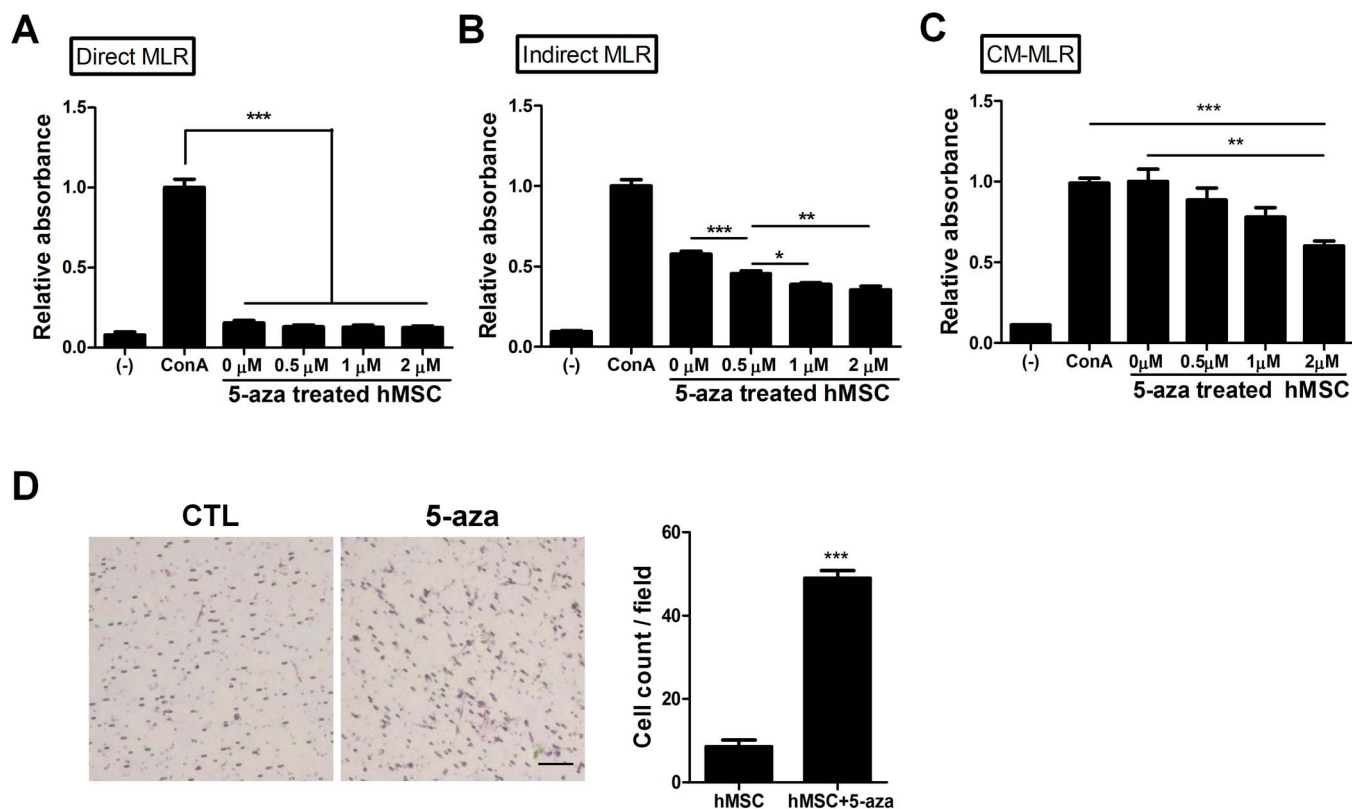 A
Direct MLR
Relative absorbance
1.5
1.0
0.5
0.0
***
(-) ConA 0 μM 0.5 μM 1 μM 2 μM
5-aza treated hMSC
B
Indirect MLR
Relative absorbance
1.5
1.0
0.5
0.0
***
**
*
(-) ConA 0 μM 0.5 μM 1 μM 2 μM
5-aza treated hMSC
C
CM-MLR
Relative absorbance
1.5
1.0
0.5
0.0
***
**
(-) ConA 0μM 0.5μM 1μM 2μM
5-aza treated hMSC
D
CTL 5-aza
Cell count / field
60
40
20
0
***
hMSC hMSC+5-aza